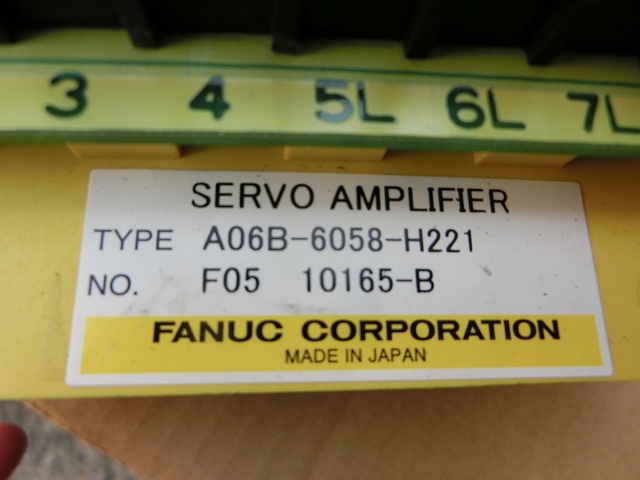 3 4 5L 6L 7L
SERVO AMPLIFIER
TYPE A06B-6058-H221
NO. F05 10165-B
FANUC CORPORATION
MADE IN JAPAN